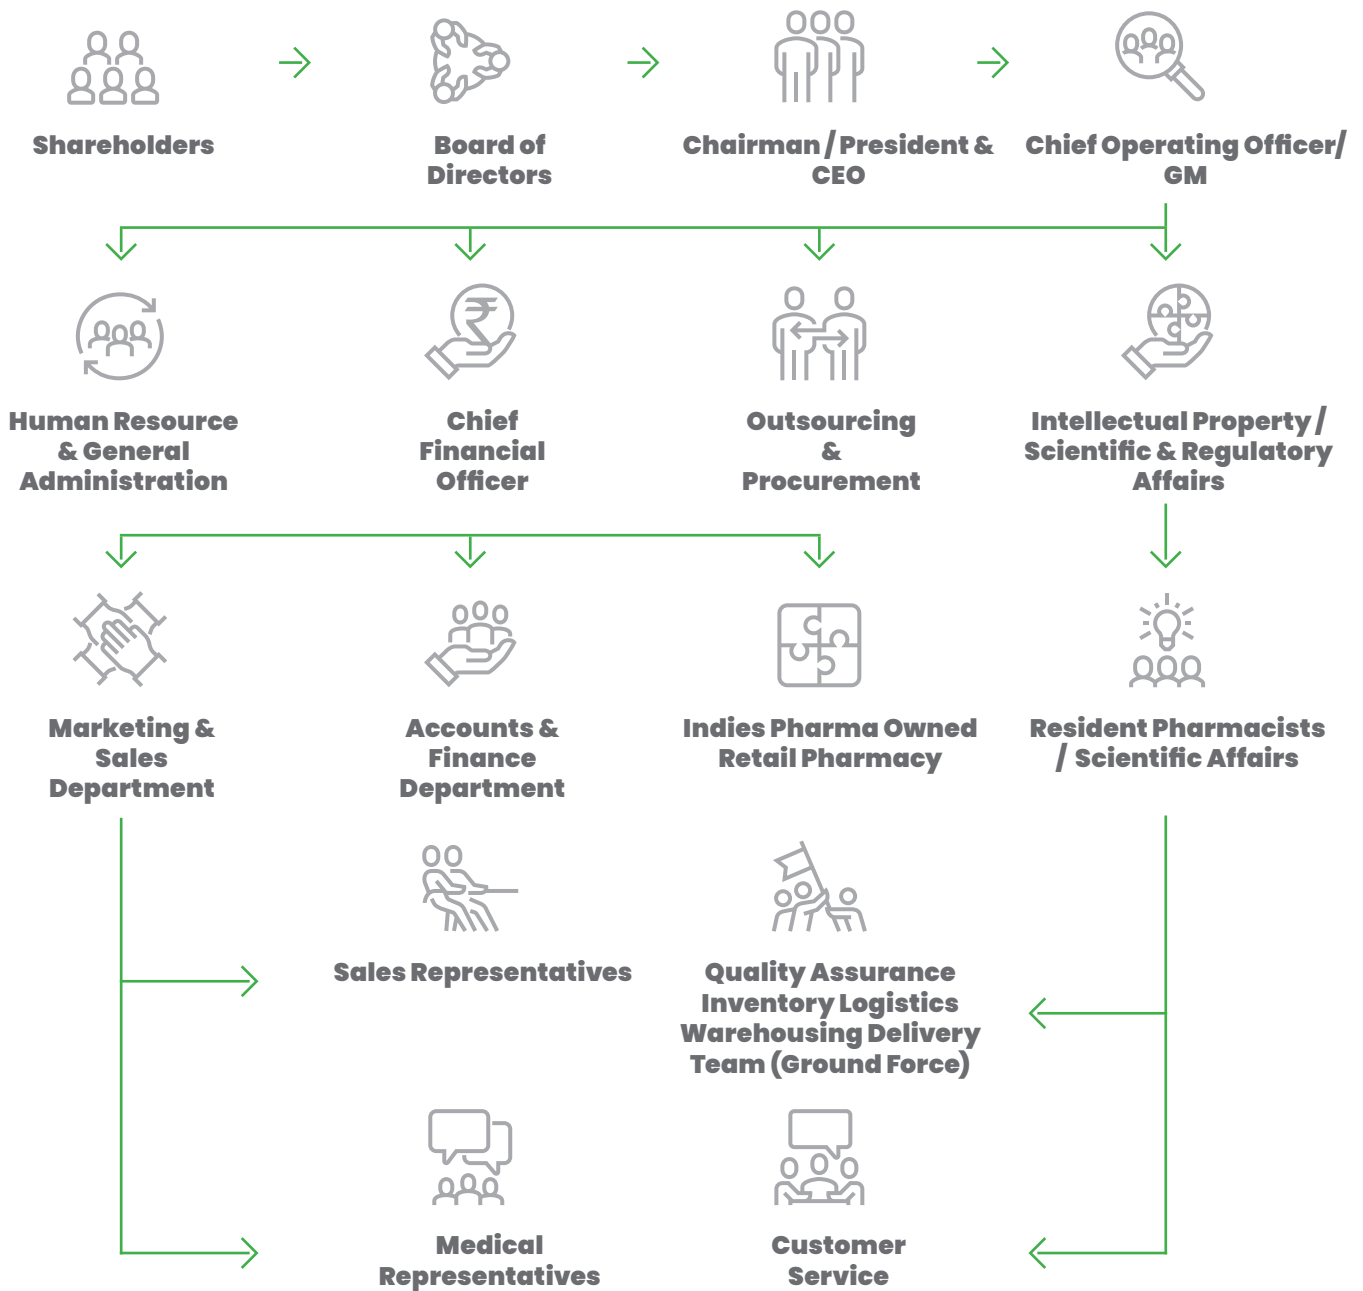 Shareholders
Board of
Directors
Chairman / President &
CEO
Chief Operating Officer/
GM
Human Resource
& General
Administration
₹
Chief
Financial
Officer
Outsourcing
&
Procurement
Intellectual Property /
Scientific & Regulatory
Affairs
Marketing &
Sales
Department
Accounts &
Finance
Department
Indies Pharma Owned
Retail Pharmacy
Resident Pharmacists
/ Scientific Affairs
Sales Representatives
Quality Assurance
Inventory Logistics
Warehousing Delivery
Team (Ground Force)
Medical
Representatives
Customer
Service